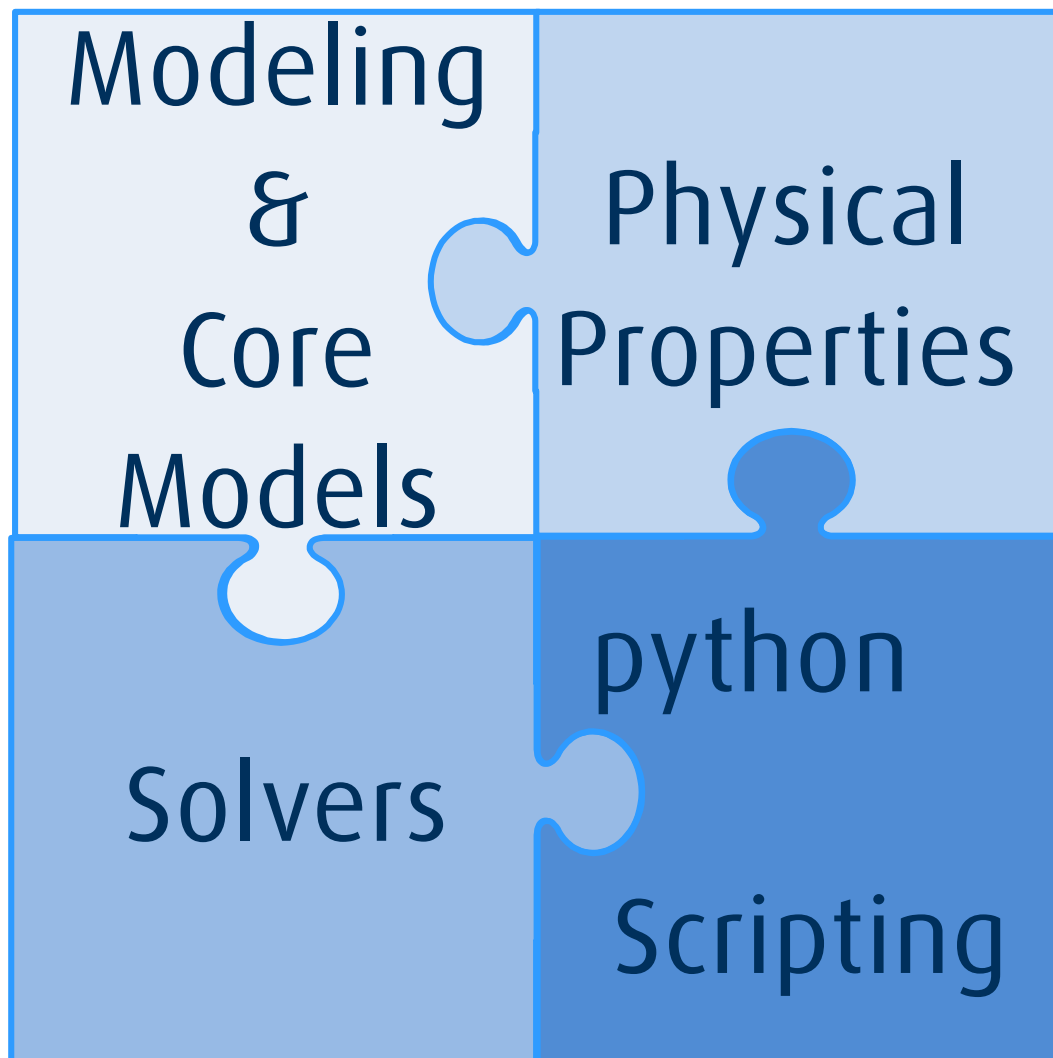 Modeling
&
Core
Models
Physical
Properties
Solvers
python
Scripting